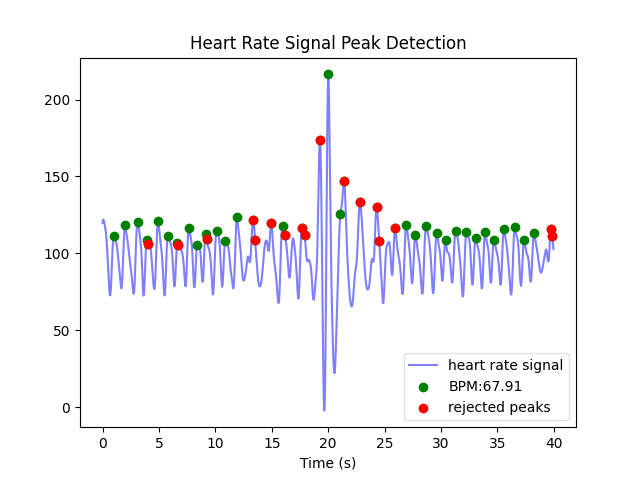 Heart Rate Signal Peak Detection
200
150
100
50
0
heart rate signal
BPM:67.91
rejected peaks
0 5 10 15 20 25 30 35 40
Time (s)